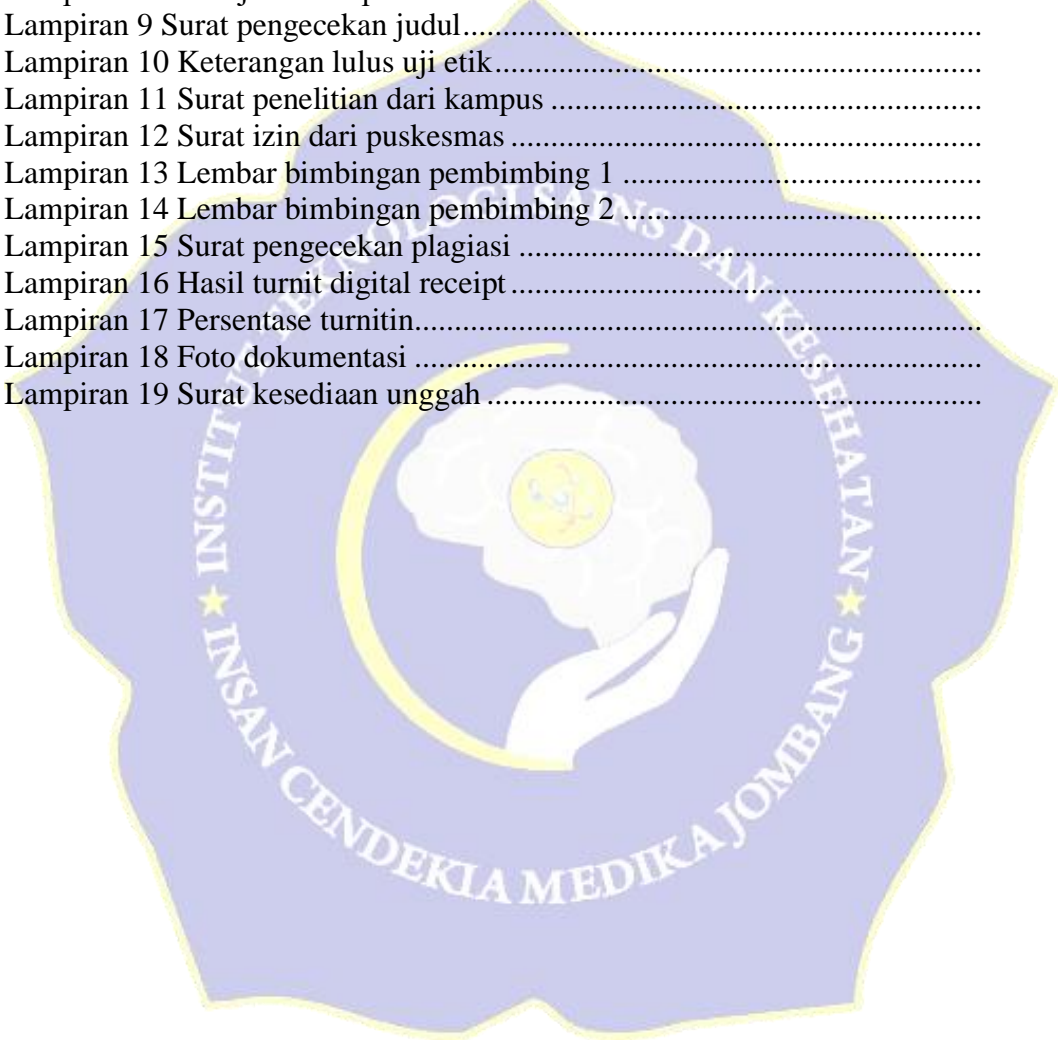 Lampiran 9 Surat pengecekan judul.............................................................
Lampiran 10 Keterangan lulus uji etik.........................................................
Lampiran 11 Surat penelitian dari kampus ..................................................
Lampiran 12 Surat izin dari puskesmas .......................................................
Lampiran 13 Lembar bimbingan pembimbing 1 ..........................................
Lampiran 14 Lembar bimbingan pembimbing 2 ..........................................
Lampiran 15 Surat pengecekan plagiasi ......................................................
Lampiran 16 Hasil turnit digital receipt .......................................................
Lampiran 17 Persentase turnitin...................................................................
Lampiran 18 Foto dokumentasi ...................................................................
Lampiran 19 Surat kesediaan unggah ..........................................................
INSTITUT TEKNOLOGI SAINS DAN KESEHATAN
INSAN CENDEKIA MEDIKA JOMBANG